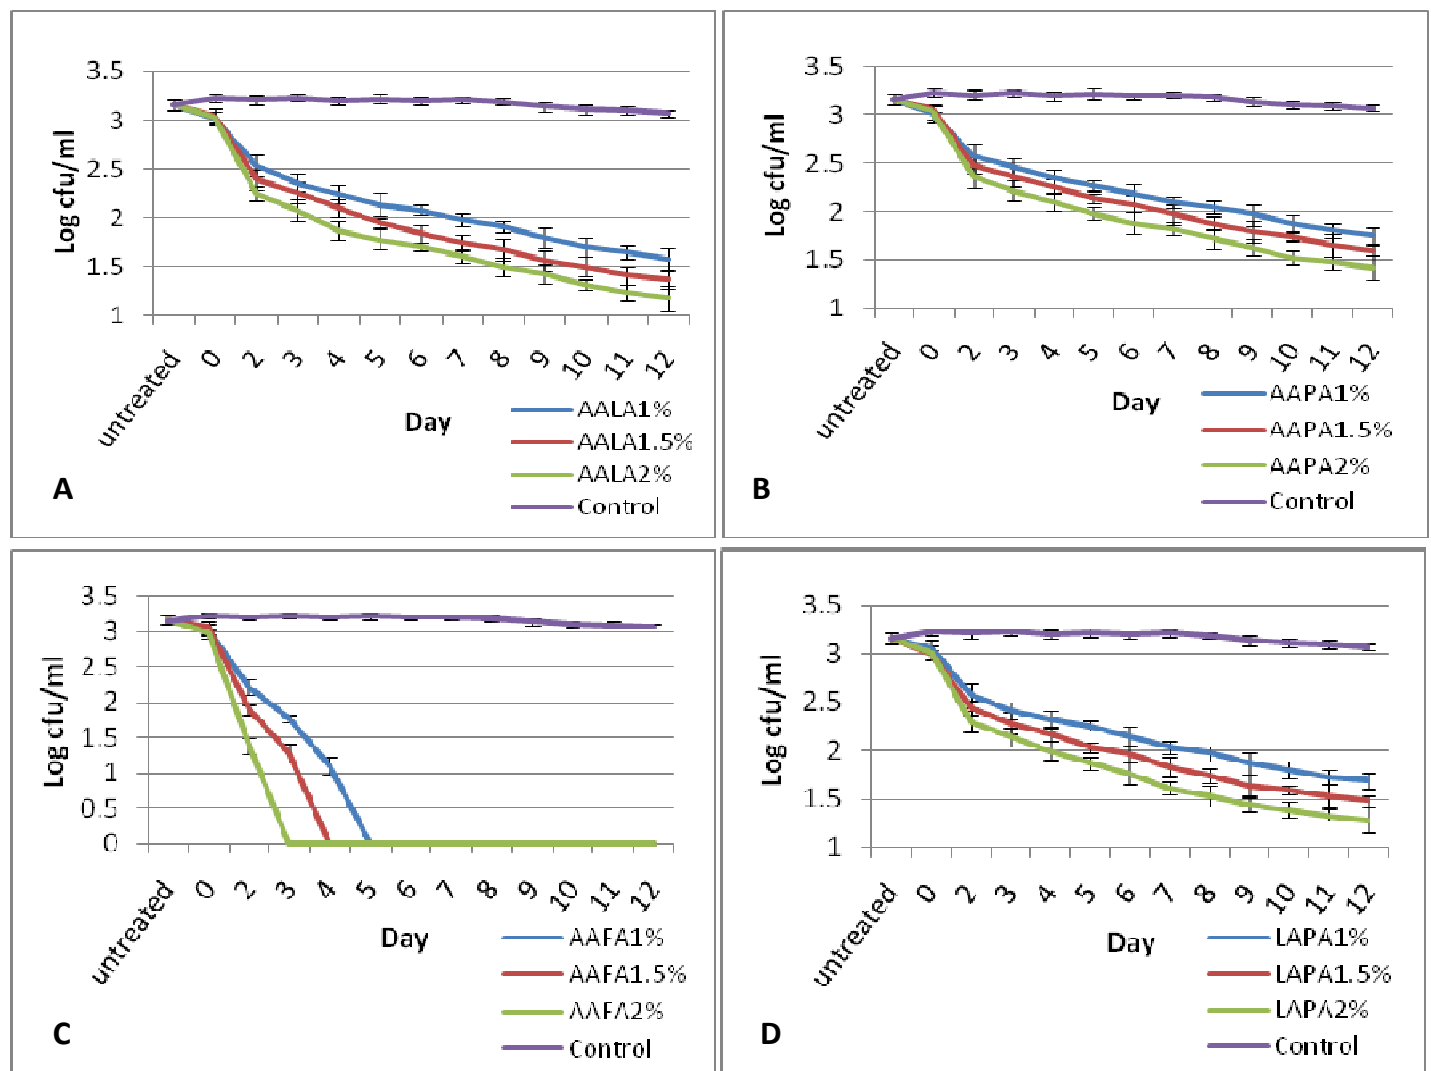 3.5
3
2.5
2
1.5
1
Log cfu/ml
untreated 0 2 3 4 5 6 7 8 9 10 11 12
Day
AALA1%
AALA1.5%
AALA2%
Control
A
3.5
3
2.5
2
1.5
1
Log cfu/ml
untreated 0 2 3 4 5 6 7 8 9 10 11 12
Day
AAPA1%
AAPA1.5%
AAPA2%
Control
B
3.5
3
2.5
2
1.5
1
0.5
0
Log cfu/ml
untreated 0 2 3 4 5 6 7 8 9 10 11 12
Day
AAFA1%
AAFA1.5%
AAFA2%
Control
C
3.5
3
2.5
2
1.5
1
Log cfu/ml
untreated 0 2 3 4 5 6 7 8 9 10 11 12
Day
LAPA1%
LAPA1.5%
LAPA2%
Control
D